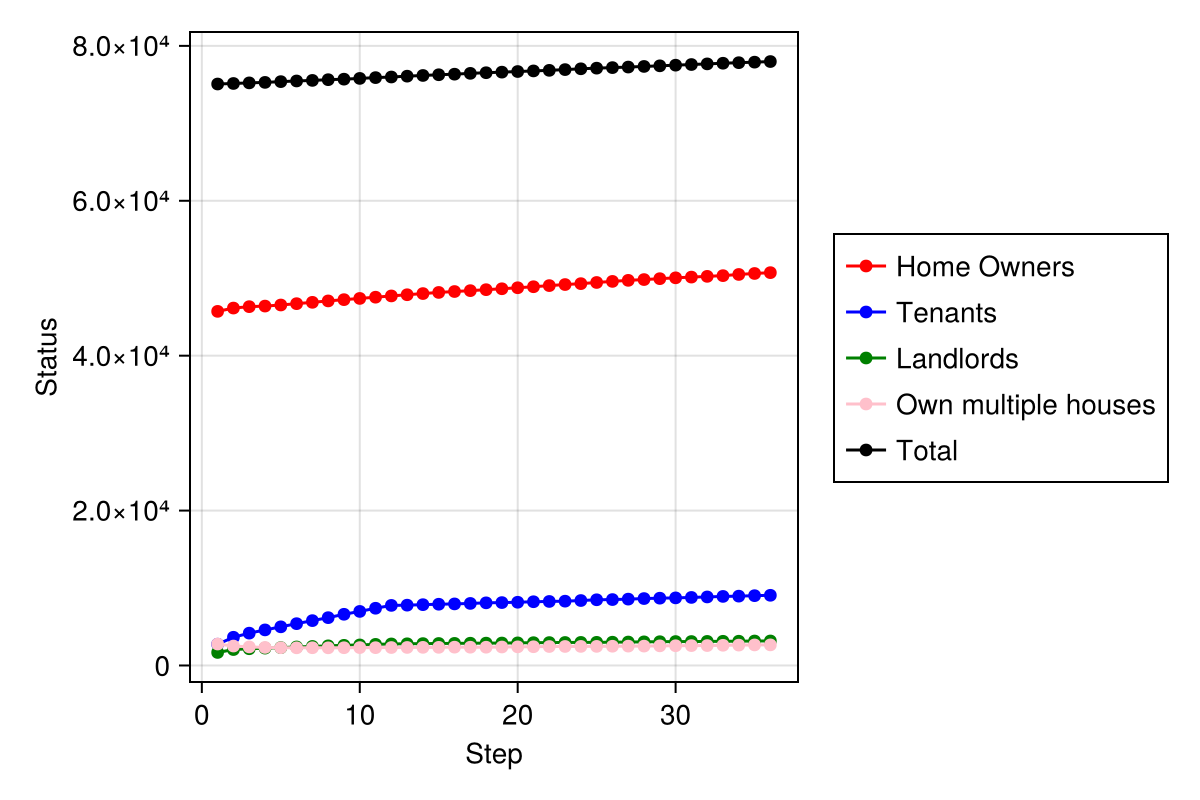 8.0×10⁴
6.0×10⁴
4.0×10⁴
2.0×10⁴
0
Status
0 10 20 30
Step
Home Owners
Tenants
Landlords
Own multiple houses
Total